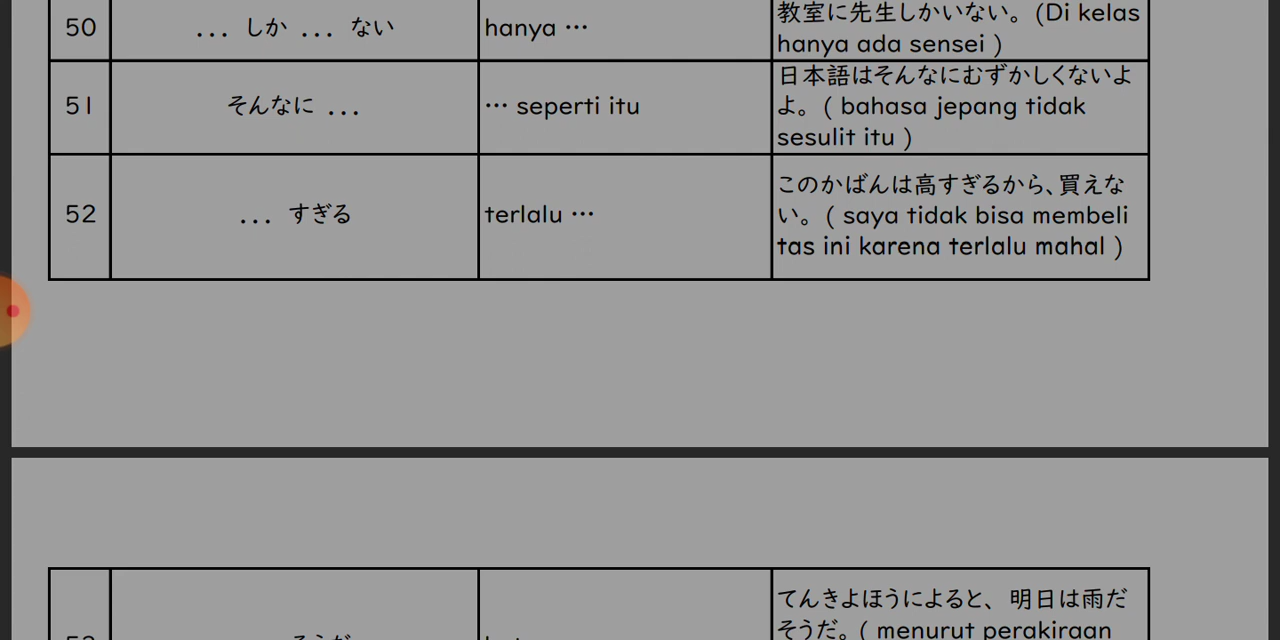 50
... しか ... ない
hanya …
教室に先生しかいない。(Di kelas
hanya ada sensei )
51
そんなに ...
… seperti itu
日本語はそんなにむずかしくないよ
よ。( bahasa jepang tidak
sesulit itu )
52
... すぎる
terlalu …
このかばんは高すぎるから、買えな
い。( saya tidak bisa membeli
tas ini karena terlalu mahal )
てんきよほうによると、 明日は雨だ
そうだ。( menurut perakiraan